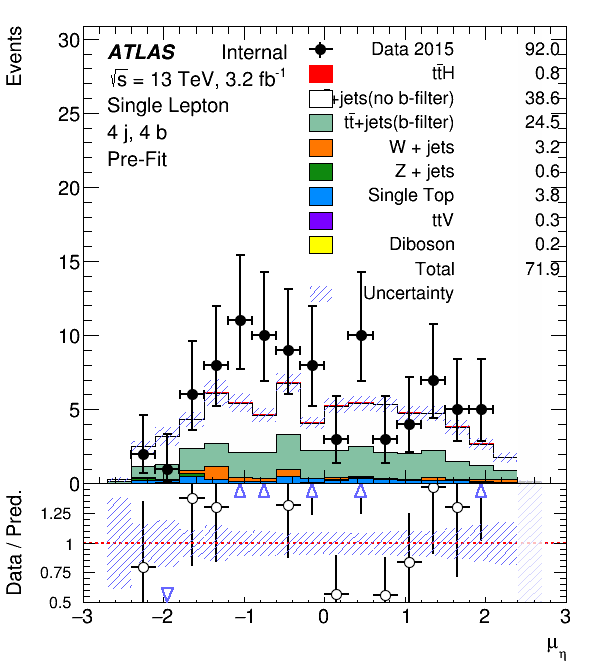 Events
ATLAS Internal
√s = 13 TeV, 3.2 fb⁻¹
Single Lepton
4 j, 4 b
Pre-Fit
Data 2015 92.0
tt̄H 0.8
+jets(no b-filter) 38.6
tt̄+jets(b-filter) 24.5
W + jets 3.2
Z + jets 0.6
Single Top 3.8
ttV 0.3
Diboson 0.2
Total 71.9
Uncertainty
30
25
20
15
10
5
0
Data / Pred.
1.25
1
0.75
0.5
−3 −2 −1 0 1 2 3
μη